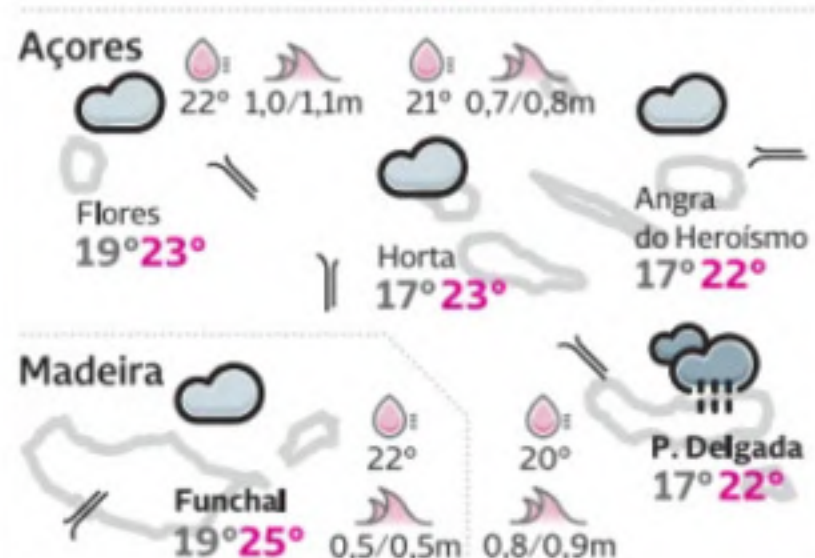 Açores
22° 1,0/1,1m 21° 0,7/0,8m
Flores
19° 23°
Horta
17° 23°
Angra
do Heroísmo
17° 22°
Madeira
22°
0,5/0,5m
Funchal
19° 25°
20°
0,8/0,9m
P. Delgada
17° 22°